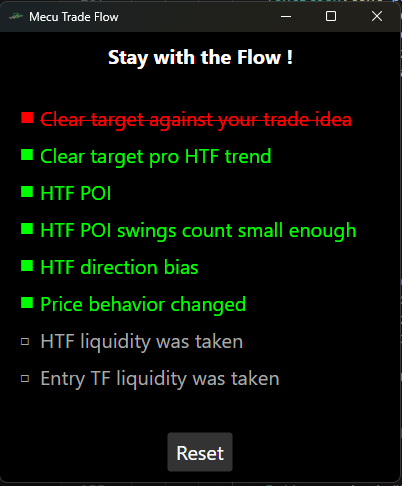 Mecu Trade Flow
Stay with the Flow !
Clear target against your trade idea
Clear target pro HTF trend
HTF POI
HTF POI swings count small enough
HTF direction bias
Price behavior changed
HTF liquidity was taken
Entry TF liquidity was taken
Reset